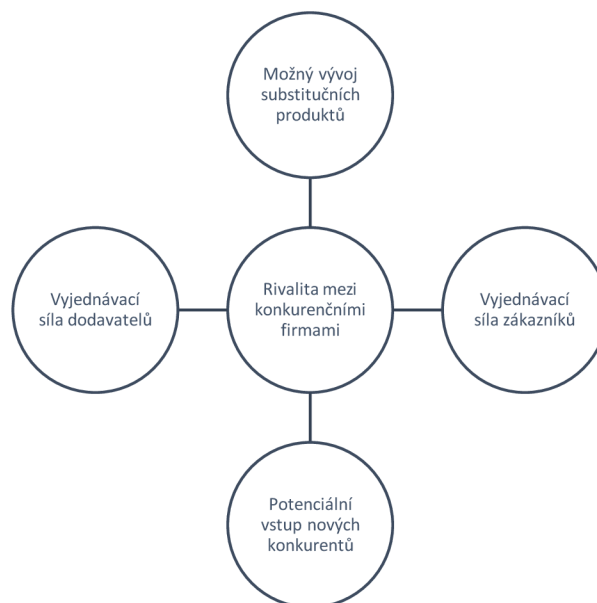 Možný vývoj
substitučních
produktů
Vyjednávací
síla dodavatelů
Rivalita mezi
konkurenčními
firmami
Vyjednávací
síla zákazníků
Potenciální
vstup nových
konkurentů